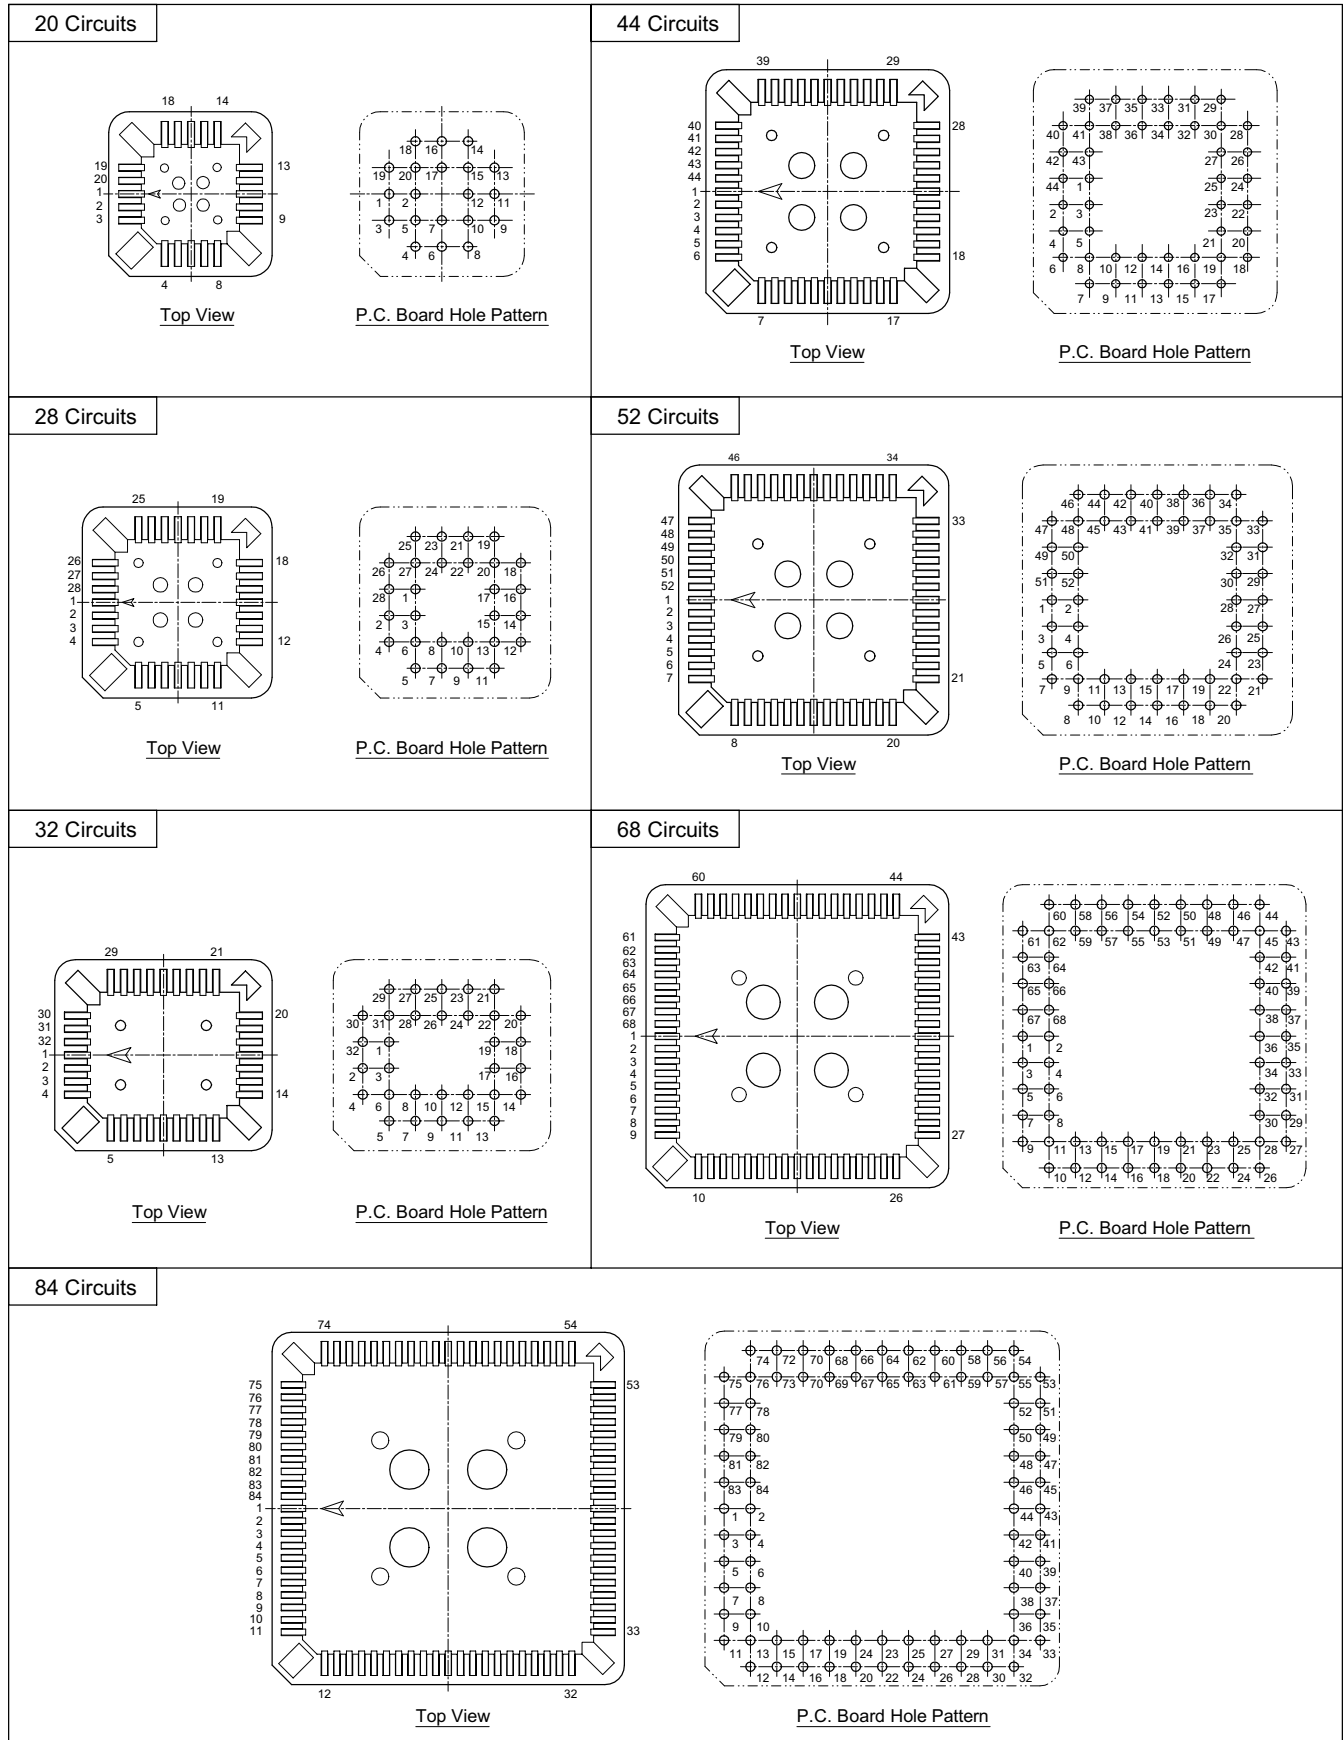 20 Circuits
18 14
19 13
20
1
2
3 9
4 8
Top View
18 16 14
19 20 17 15 13
1 2 12 11
3 5 7 10 9
4 6 8
P.C. Board Hole Pattern
44 Circuits
39 29
40 28
41
42
43
44
1
2
3
4
5
6 18
7 17
Top View
39 37 35 33 31 29
40 41 38 36 34 32 30 28
42 43 27 26
44 1 25 24
2 3 23 22
4 5 21 20
6 8 10 12 14 16 19 18
7 9 11 13 15 17
P.C. Board Hole Pattern
28 Circuits
25 19
26 18
27
28
1
2
3
4 12
5 11
Top View
25 23 21 19
26 27 24 22 20 18
28 1 17 16
2 3 15 14
4 6 8 10 13 12
5 7 9 11
P.C. Board Hole Pattern
52 Circuits
46 34
47 33
48
49
50
51
52
1
2
3
4
5
6
7 21
8 20
Top View
46 44 42 40 38 36 34
47 48 45 43 41 39 37 35 33
49 50 32 31
51 52 30 29
1 2 28 27
3 4 26 25
5 6 24 23
7 9 11 13 15 17 19 22 21
8 10 12 14 16 18 20
P.C. Board Hole Pattern
32 Circuits
29 21
30 20
31
32
1
2
3
4 14
5 13
Top View
29 27 25 23 21
30 31 28 26 24 22 20
32 1 19 18
2 3 17 16
4 6 8 10 12 15 14
5 7 9 11 13
P.C. Board Hole Pattern
68 Circuits
60 44
61 43
62
63
64
65
66
67
68
1
2
3
4
5
6
7
8
9 27
10 26
Top View
60 58 56 54 52 50 48 46 44
61 62 59 57 55 53 51 49 47 45 43
63 64 42 41
65 66 40 39
67 68 38 37
1 2 36 35
3 4 34 33
5 6 32 31
7 8 30 29
9 11 13 15 17 19 21 23 25 28 27
10 12 14 16 18 20 22 24 26
P.C. Board Hole Pattern
84 Circuits
74 54
75 53
76
77
78
79
80
81
82
83
84
1
2
3
4
5
6
7
8
9
10
11 33
12 32
Top View
74 72 70 68 66 64 62 60 58 56 54
75 76 73 70 69 67 65 63 61 59 57 55 53
77 78 52 51
79 80 50 49
81 82 48 47
83 84 46 45
1 2 44 43
3 4 42 41
5 6 40 39
7 8 38 37
9 10 36 35
11 13 15 17 19 24 23 25 27 29 31 34 33
12 14 16 18 20 22 24 26 28 30 32
P.C. Board Hole Pattern